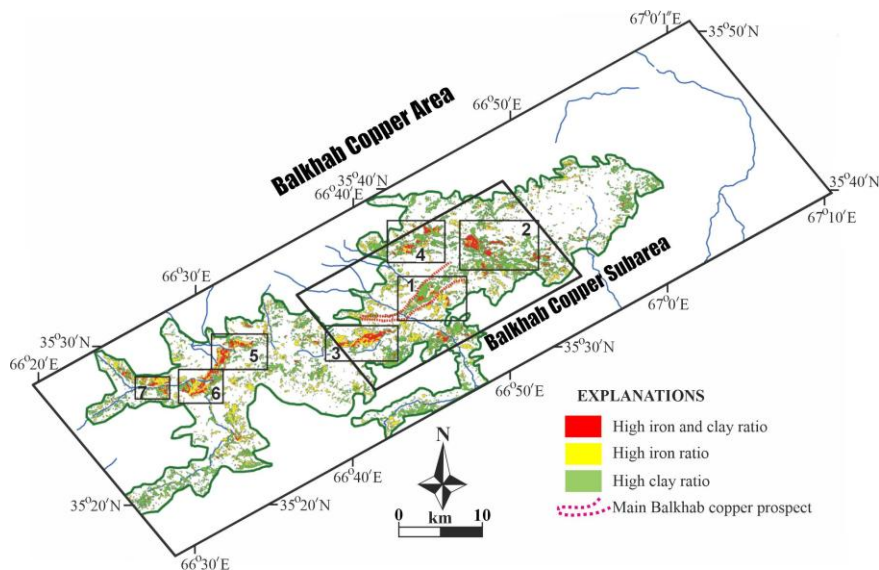 67°0′1″E
35°50′N
66°50′E
Balkhab Copper Area
35°40′N
66°40′E
35°40′N
67°10′E
2
4
66°30′E
1
Balkhab Copper Subarea
67°0′E
35°30′N
3
5
35°30′N
66°20′E
7
6
66°50′E
EXPLANATIONS
High iron and clay ratio
N
High iron ratio
66°40′E
High clay ratio
35°20′N
35°20′N
Main Balkhab copper prospect
0 km 10
66°30′E